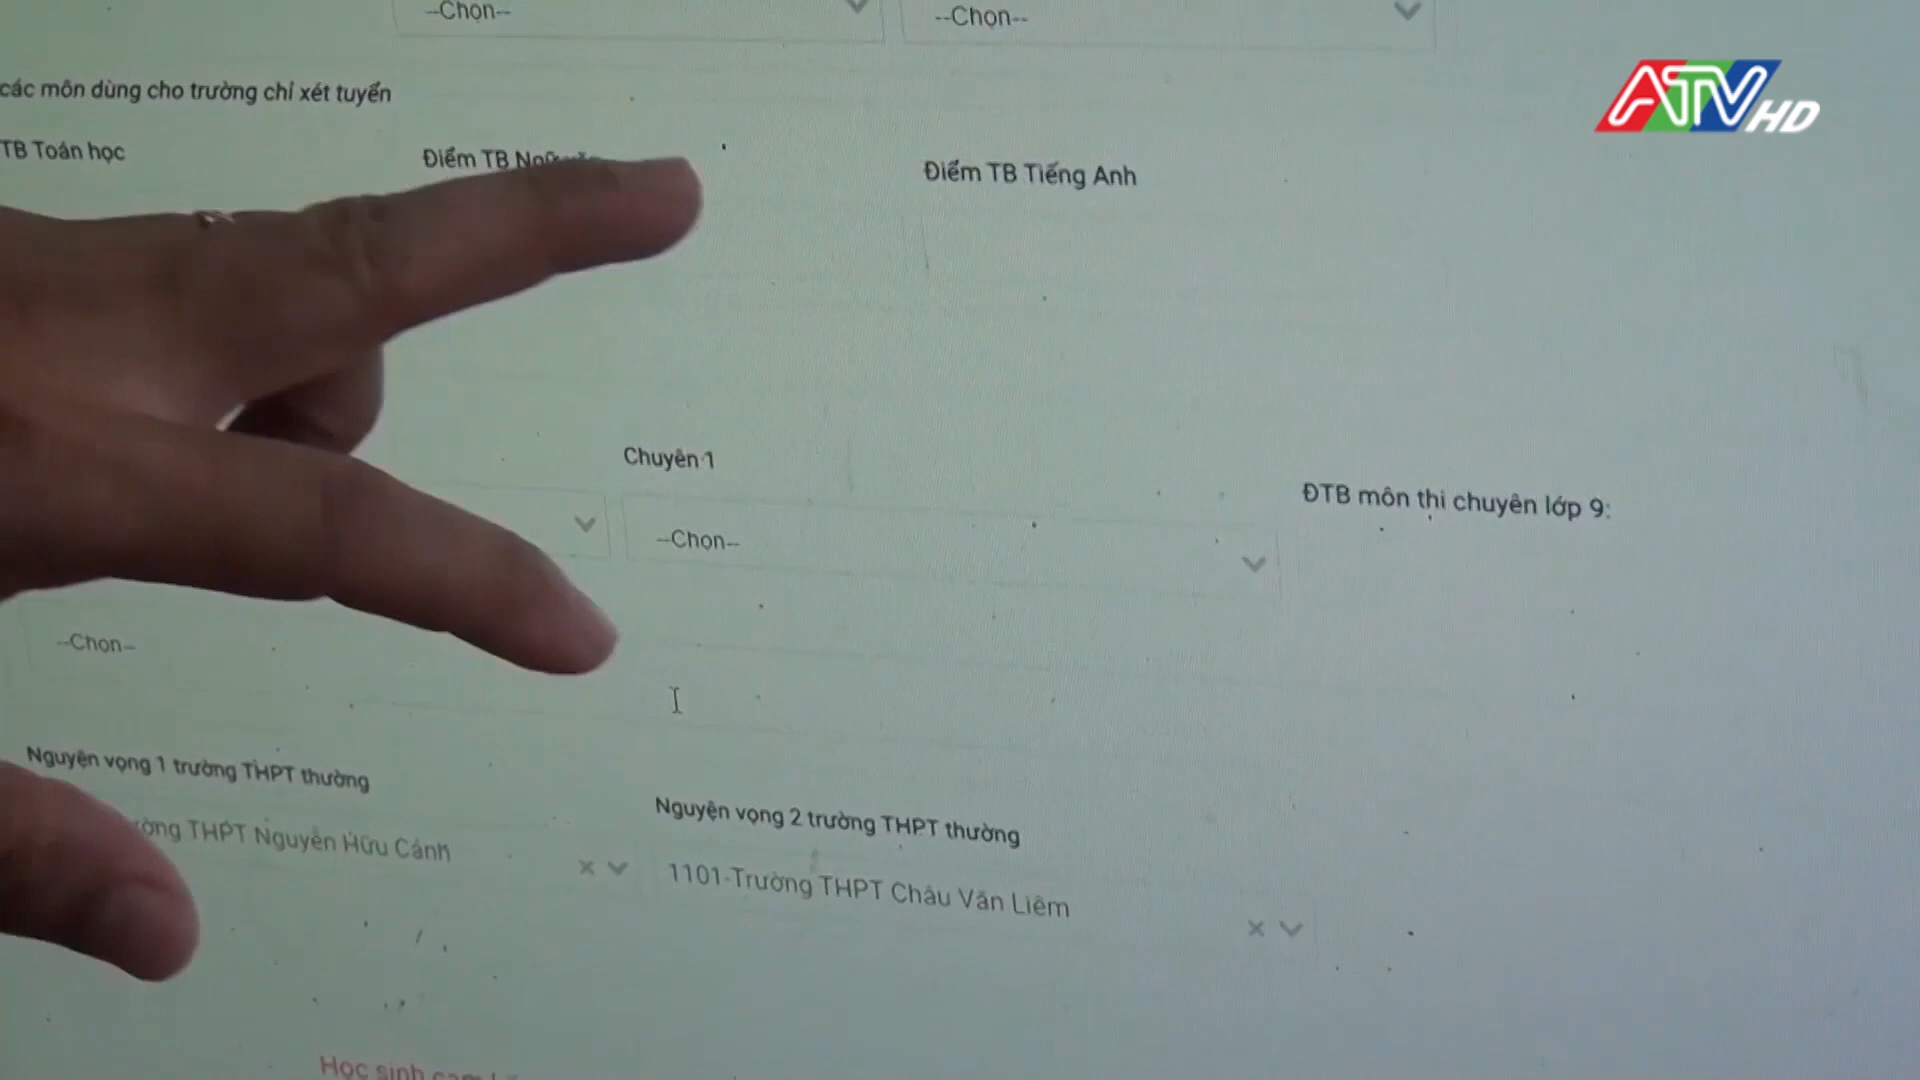 --Chọn--
--Chọn--
ATV HD
các môn dùng cho trường chỉ xét tuyển
TB Toán học
Điểm TB
Điểm TB Tiếng Anh
Chuyên 1
ĐTB môn thi chuyên lớp 9:
--Chọn--
--Chọn--
Nguyện vọng 1 trường THPT thường
Nguyện vọng 2 trường THPT thường
THPT Nguyễn Hữu Cảnh
1101-Trường THPT Châu Văn Liêm
Học sinh